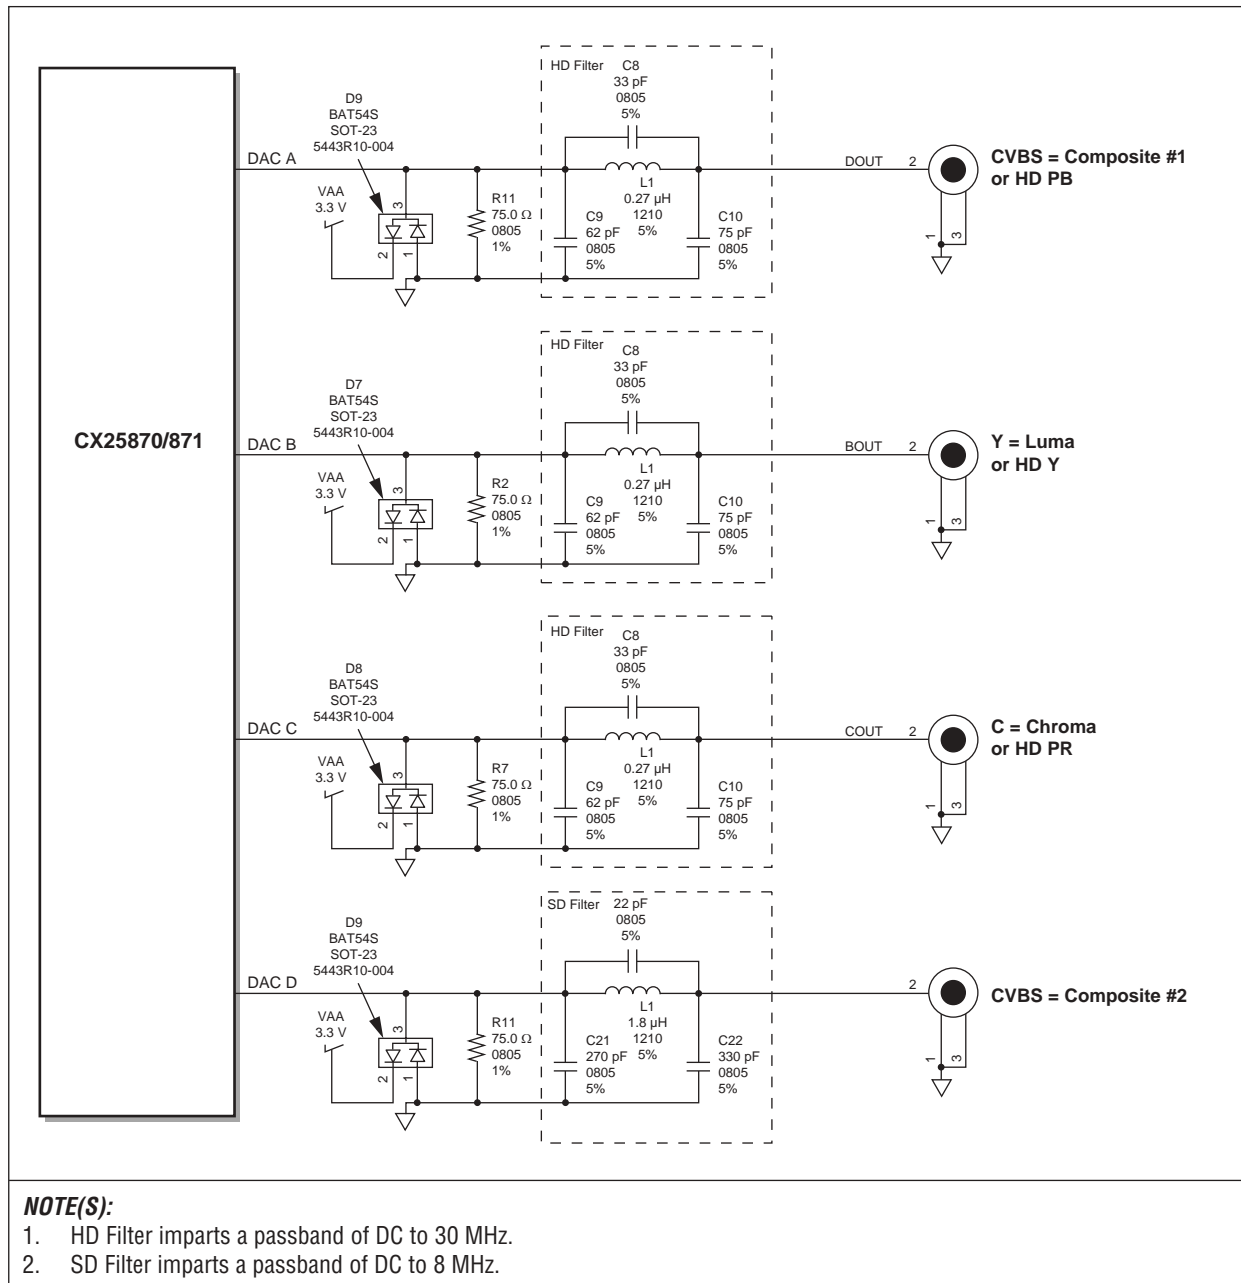 CX25870/871
D9
BAT54S
SOT-23
5443R10-004
DAC A
VAA
3.3 V
3
2
1
R11
75.0 Ω
0805
1%
HD Filter
C8
33 pF
0805
5%
L1
0.27 µH
1210
5%
C9
62 pF
0805
5%
C10
75 pF
0805
5%
DOUT
2
1
3
CVBS = Composite #1
or HD PB
D7
BAT54S
SOT-23
5443R10-004
DAC B
VAA
3.3 V
3
2
1
R2
75.0 Ω
0805
1%
HD Filter
C8
33 pF
0805
5%
L1
0.27 µH
1210
5%
C9
62 pF
0805
5%
C10
75 pF
0805
5%
BOUT
2
1
3
Y = Luma
or HD Y
D8
BAT54S
SOT-23
5443R10-004
DAC C
VAA
3.3 V
3
2
1
R7
75.0 Ω
0805
1%
HD Filter
C8
33 pF
0805
5%
L1
0.27 µH
1210
5%
C9
62 pF
0805
5%
C10
75 pF
0805
5%
COUT
2
1
3
C = Chroma
or HD PR
D9
BAT54S
SOT-23
5443R10-004
DAC D
VAA
3.3 V
3
2
1
R11
75.0 Ω
0805
1%
SD Filter
22 pF
0805
5%
L1
1.8 µH
1210
5%
C21
270 pF
0805
5%
C22
330 pF
0805
5%
2
1
3
CVBS = Composite #2
NOTE(S):
1. HD Filter imparts a passband of DC to 30 MHz.
2. SD Filter imparts a passband of DC to 8 MHz.